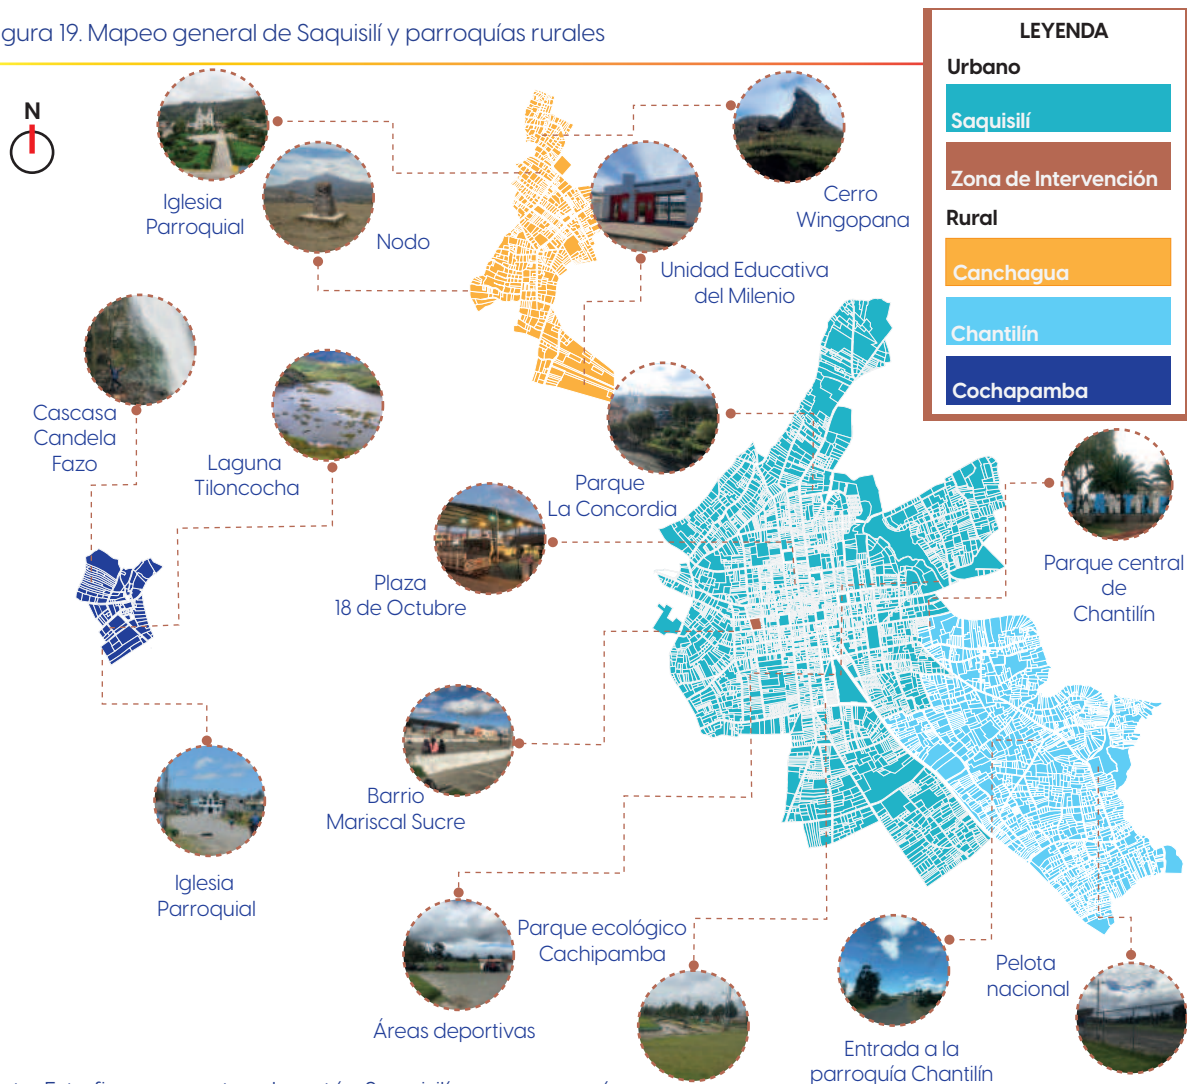 gura 19. Mapeo general de Saquisilí y parroquías rurales
LEYENDA
Urbano
Saquisilí
Zona de Intervención
Rural
Canchagua
Chantilín
Cochapamba
N
Iglesia
Parroquial
Nodo
Cerro
Wingopana
Unidad Educativa
del Milenio
Cascasa
Candela
Fazo
Laguna
Tiloncocha
Parque
La Concordia
Plaza
18 de Octubre
Parque central
de
Chantilín
Barrio
Mariscal Sucre
Iglesia
Parroquial
Parque ecológico
Cachipamba
Áreas deportivas
Pelota
nacional
Entrada a la
parroquía Chantilín